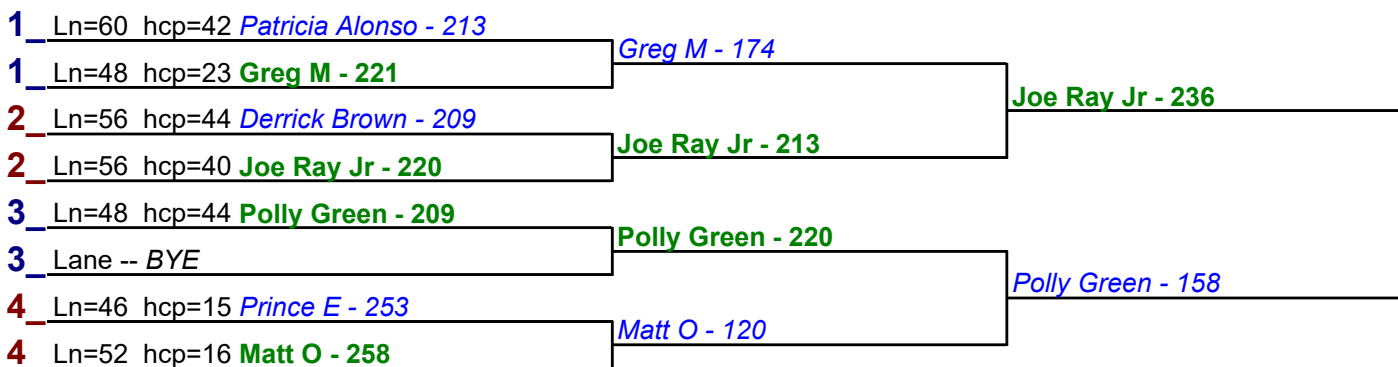 1_ Ln=60 hcp=42 Patricia Alonso - 213
Greg M - 174
1_ Ln=48 hcp=23 Greg M - 221
Joe Ray Jr - 236
2_ Ln=56 hcp=44 Derrick Brown - 209
Joe Ray Jr - 213
2_ Ln=56 hcp=40 Joe Ray Jr - 220
3_ Ln=48 hcp=44 Polly Green - 209
Polly Green - 220
3_ Lane -- BYE
Polly Green - 158
4_ Ln=46 hcp=15 Prince E - 253
Matt O - 120
4 Ln=52 hcp=16 Matt O - 258